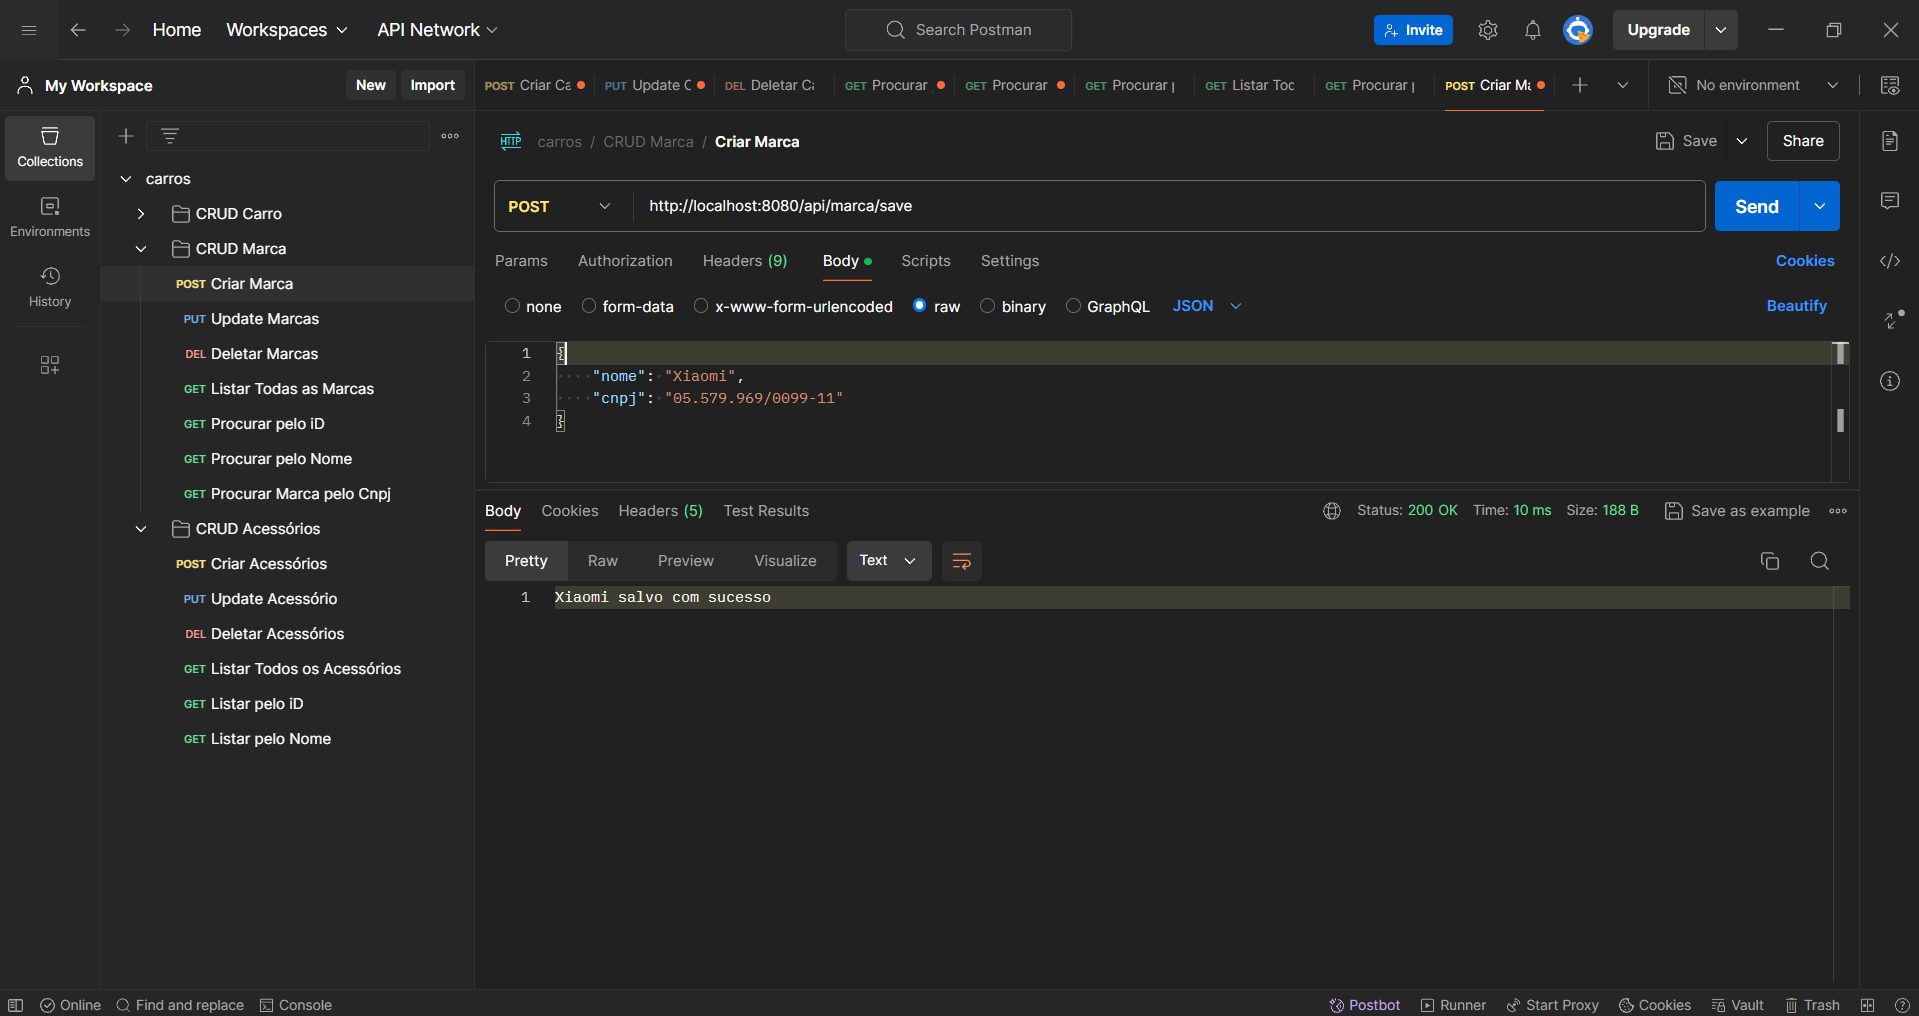 Home Workspaces API Network Search Postman Invite Upgrade
My Workspace New Import POST Criar Ca PUT Update C DEL Deletar Ca GET Procurar GET Procurar GET Procurar p GET Listar Toc GET Procurar p POST Criar Ma No environment
Collections
Environments
History
carros
CRUD Carro
CRUD Marca
POST Criar Marca
PUT Update Marcas
DEL Deletar Marcas
GET Listar Todas as Marcas
GET Procurar pelo iD
GET Procurar pelo Nome
GET Procurar Marca pelo Cnpj
CRUD Acessórios
POST Criar Acessórios
PUT Update Acessório
DEL Deletar Acessórios
GET Listar Todos os Acessórios
GET Listar pelo iD
GET Listar pelo Nome
HTTP carros / CRUD Marca / Criar Marca Save Share
POST http://localhost:8080/api/marca/save Send
Params Authorization Headers (9) Body Scripts Settings Cookies
none form-data x-www-form-urlencoded raw binary GraphQL JSON Beautify
1 {
2 "nome": "Xiaomi",
3 "cnpj": "05.579.969/0099-11"
4 }
Body Cookies Headers (5) Test Results Status: 200 OK Time: 10 ms Size: 188 B Save as example
Pretty Raw Preview Visualize Text
1 Xiaomi salvo com sucesso
Online Find and replace Console Postbot Runner Start Proxy Cookies Vault Trash